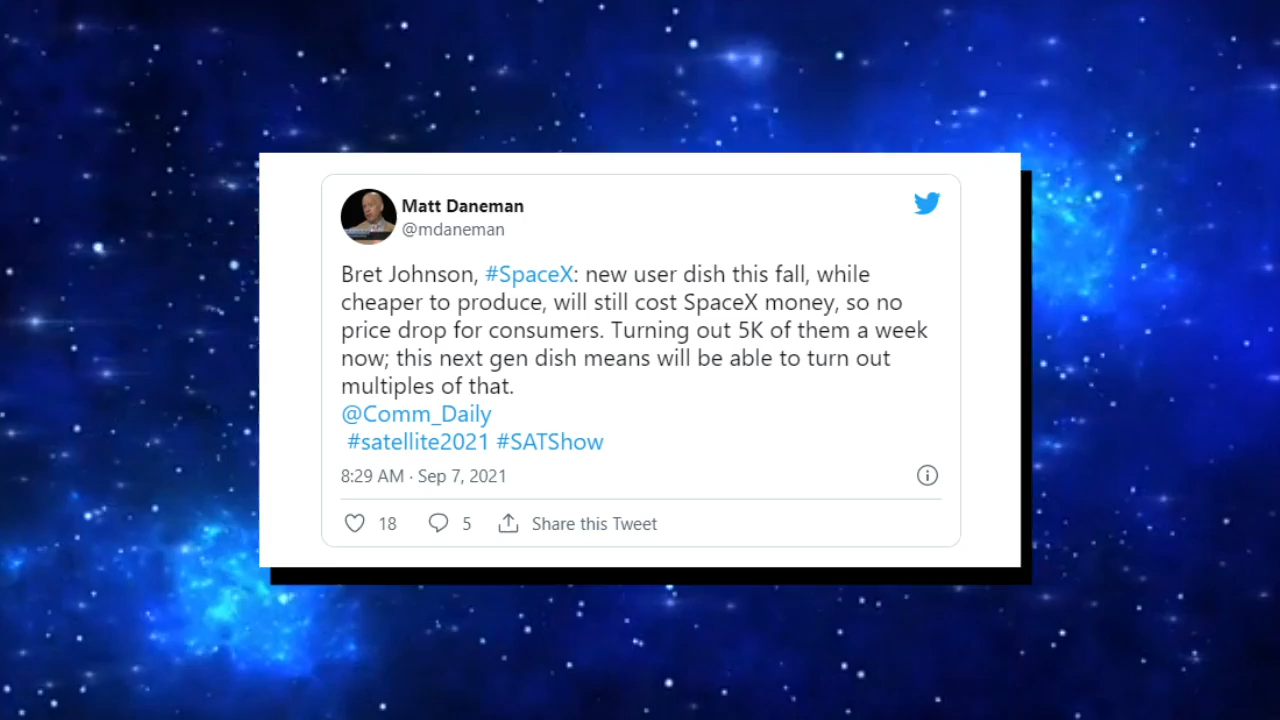 Matt Daneman
@mdaneman
Bret Johnson, #SpaceX: new user dish this fall, while
cheaper to produce, will still cost SpaceX money, so no
price drop for consumers. Turning out 5K of them a week
now; this next gen dish means will be able to turn out
multiples of that.
@Comm_Daily
#satellite2021 #SATShow
8:29 AM · Sep 7, 2021
18 5 Share this Tweet